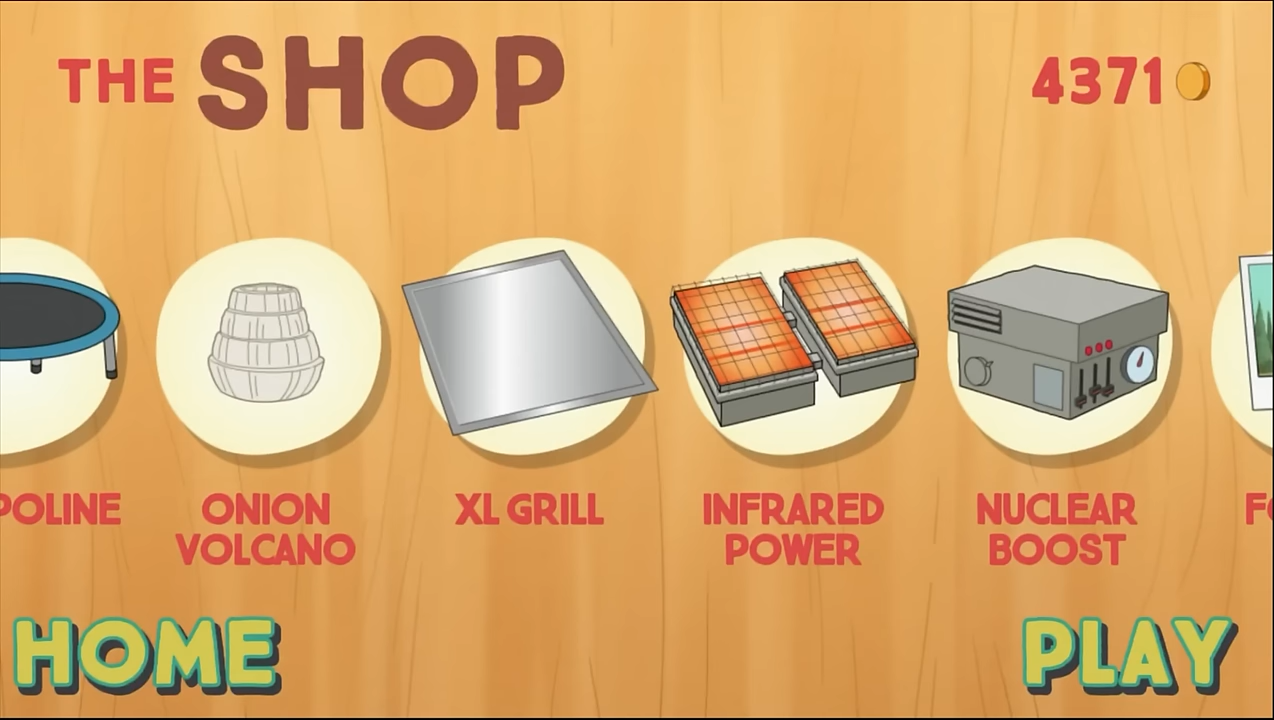 THE SHOP
4371
POLINE
ONION
VOLCANO
XL GRILL
INFRARED
POWER
NUCLEAR
BOOST
HOME
PLAY